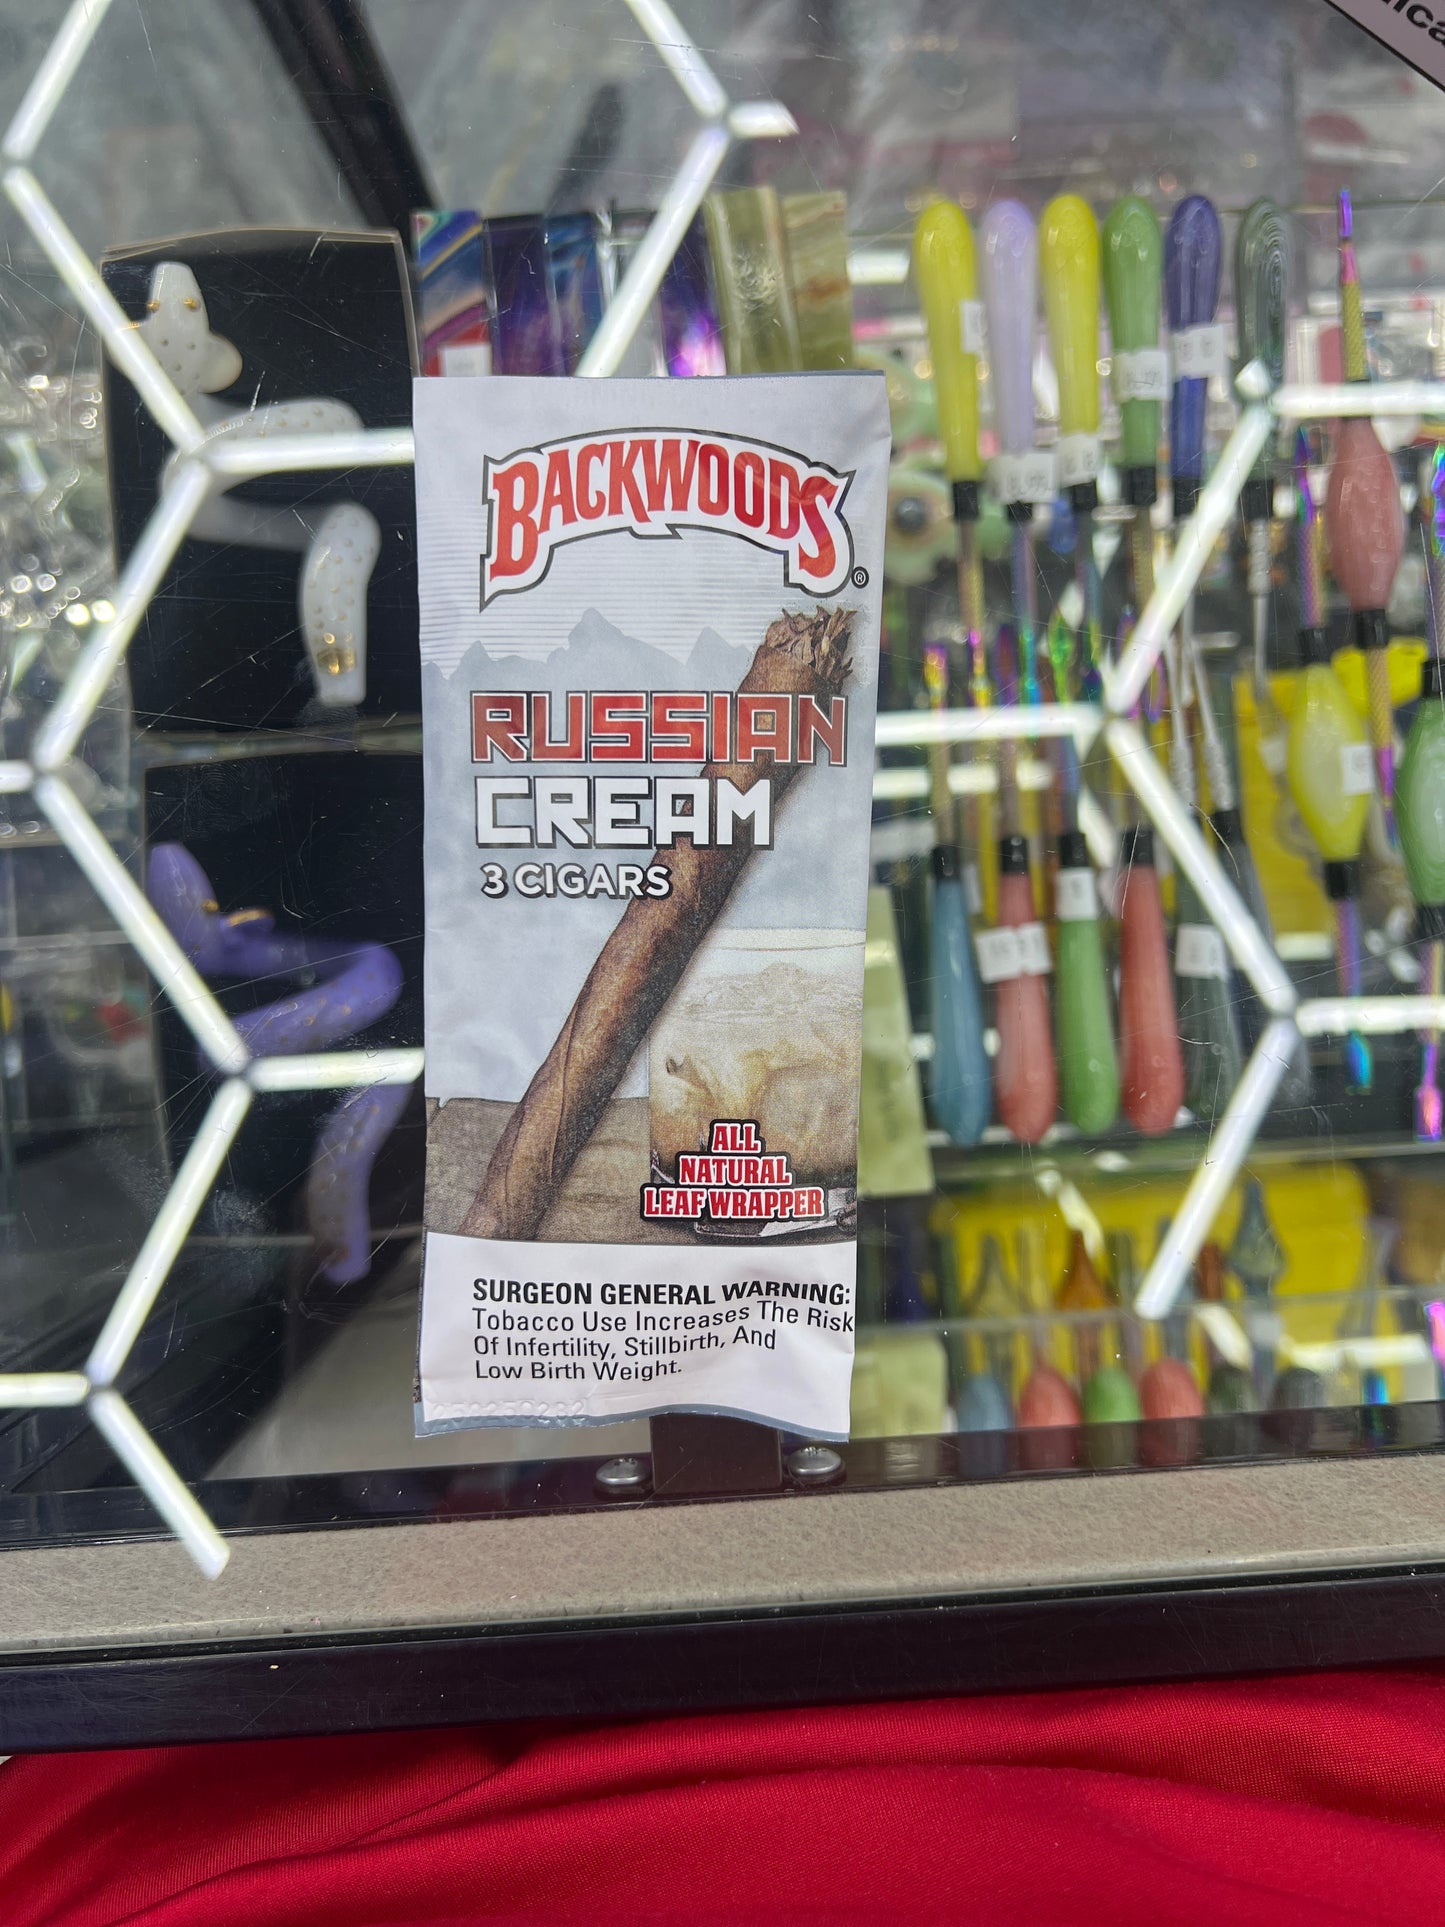 BACKWOODS®
RUSSIAN
CREAM
3 CIGARS
ALL
NATURAL
LEAF WRAPPER
SURGEON GENERAL WARNING:
Tobacco Use Increases The Risk
Of Infertility, Stillbirth, And
Low Birth Weight.